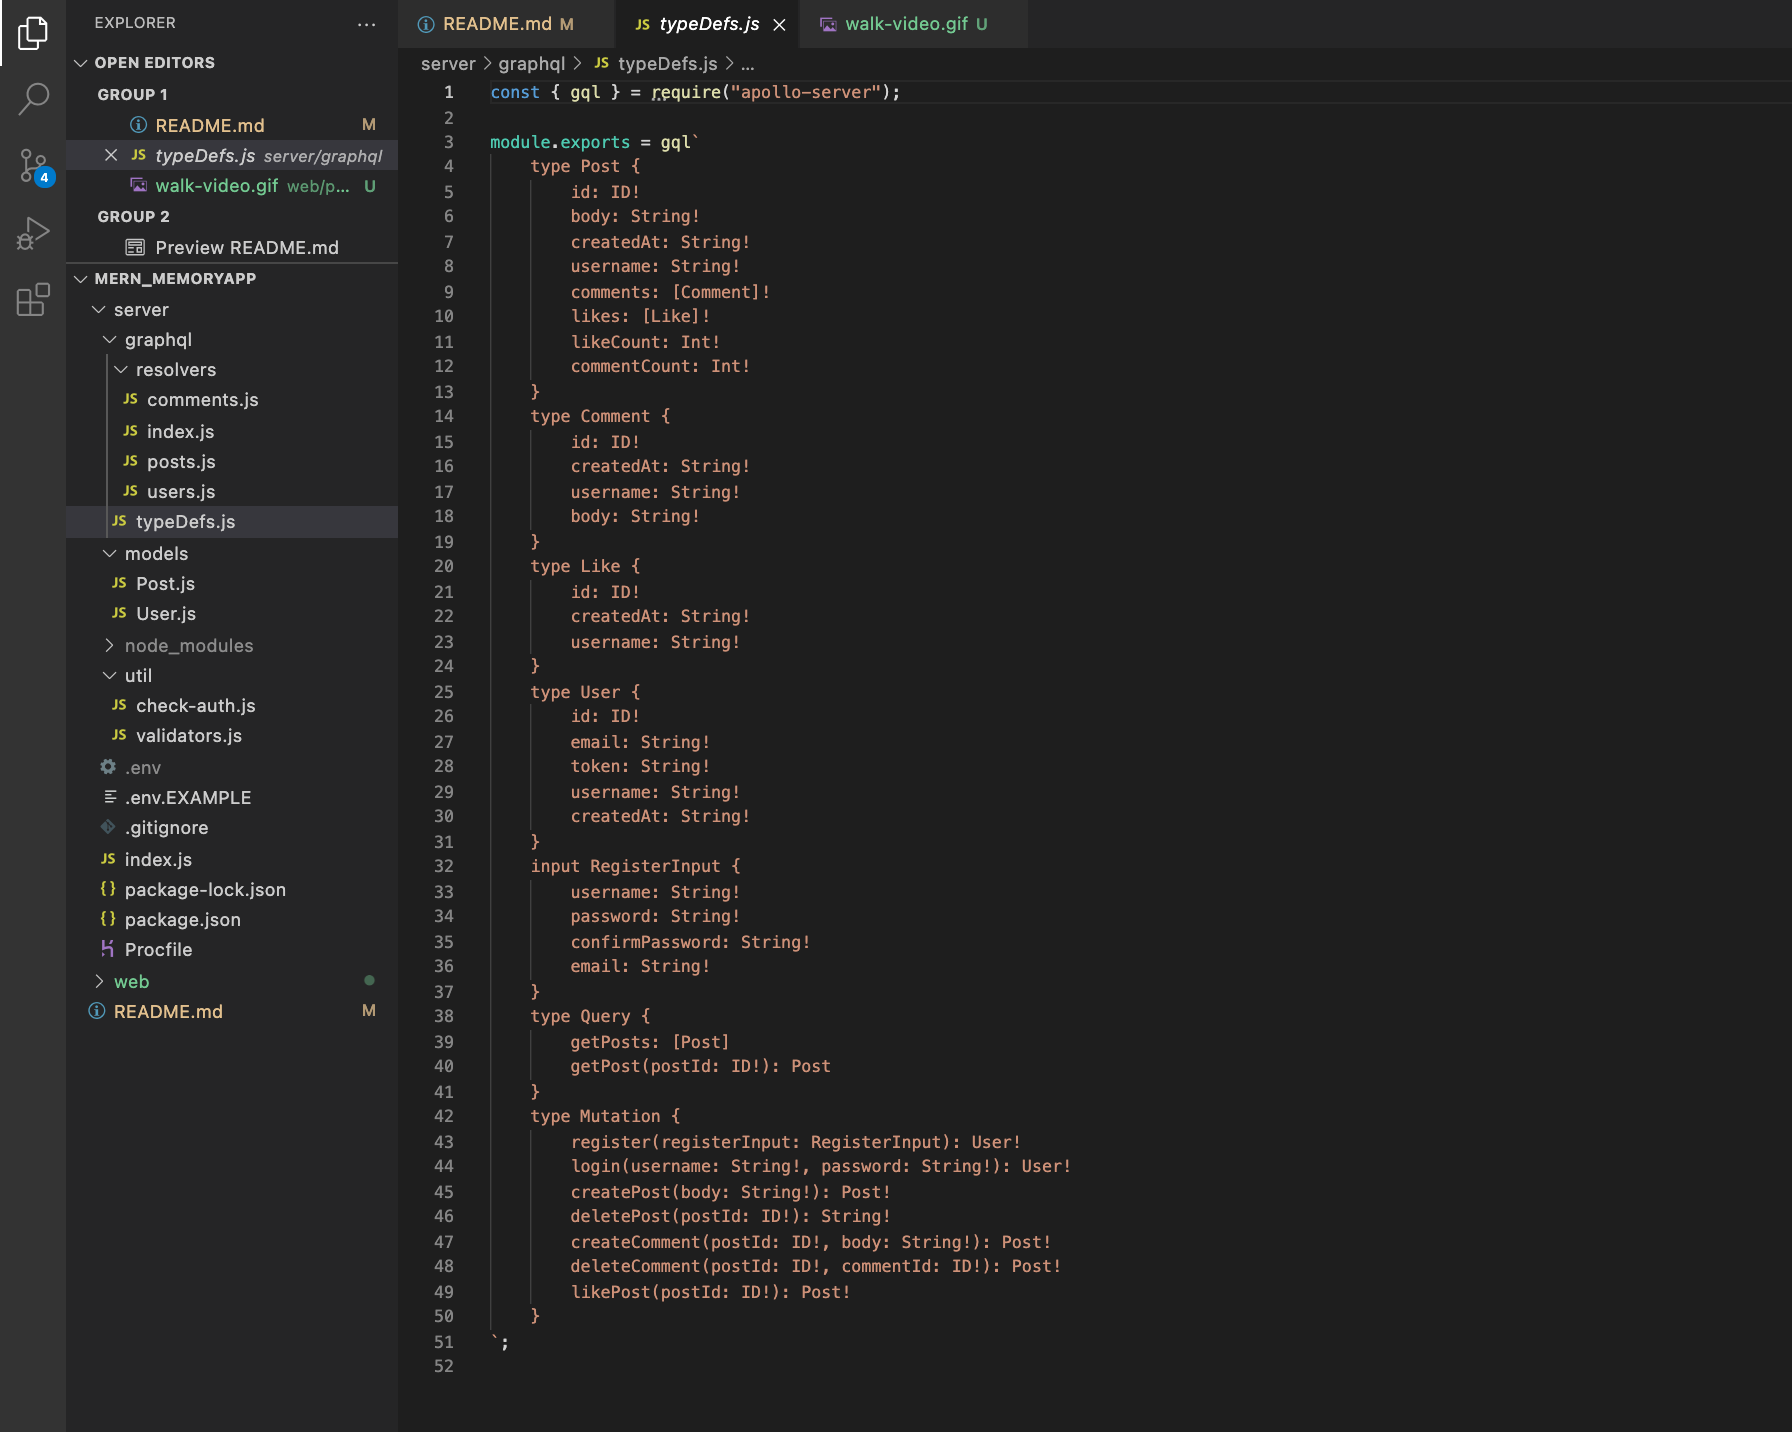 EXPLORER
OPEN EDITORS
GROUP 1
README.md M
typeDefs.js server/graphql
walk-video.gif web/p... U
GROUP 2
Preview README.md
MERN_MEMORYAPP
server
graphql
resolvers
JS comments.js
JS index.js
JS posts.js
JS users.js
JS typeDefs.js
models
JS Post.js
JS User.js
node_modules
util
JS check-auth.js
JS validators.js
.env
.env.EXAMPLE
.gitignore
JS index.js
{} package-lock.json
{} package.json
Procfile
web
README.md M
4
README.md M
JS typeDefs.js
walk-video.gif U
server > graphql > JS typeDefs.js > ...
1 const { gql } = require("apollo-server");
2
3 module.exports = gql`
4 type Post {
5 id: ID!
6 body: String!
7 createdAt: String!
8 username: String!
9 comments: [Comment]!
10 likes: [Like]!
11 likeCount: Int!
12 commentCount: Int!
13 }
14 type Comment {
15 id: ID!
16 createdAt: String!
17 username: String!
18 body: String!
19 }
20 type Like {
21 id: ID!
22 createdAt: String!
23 username: String!
24 }
25 type User {
26 id: ID!
27 email: String!
28 token: String!
29 username: String!
30 createdAt: String!
31 }
32 input RegisterInput {
33 username: String!
34 password: String!
35 confirmPassword: String!
36 email: String!
37 }
38 type Query {
39 getPosts: [Post]
40 getPost(postId: ID!): Post
41 }
42 type Mutation {
43 register(registerInput: RegisterInput): User!
44 login(username: String!, password: String!): User!
45 createPost(body: String!): Post!
46 deletePost(postId: ID!): String!
47 createComment(postId: ID!, body: String!): Post!
48 deleteComment(postId: ID!, commentId: ID!): Post!
49 likePost(postId: ID!): Post!
50 }
51 `;
52